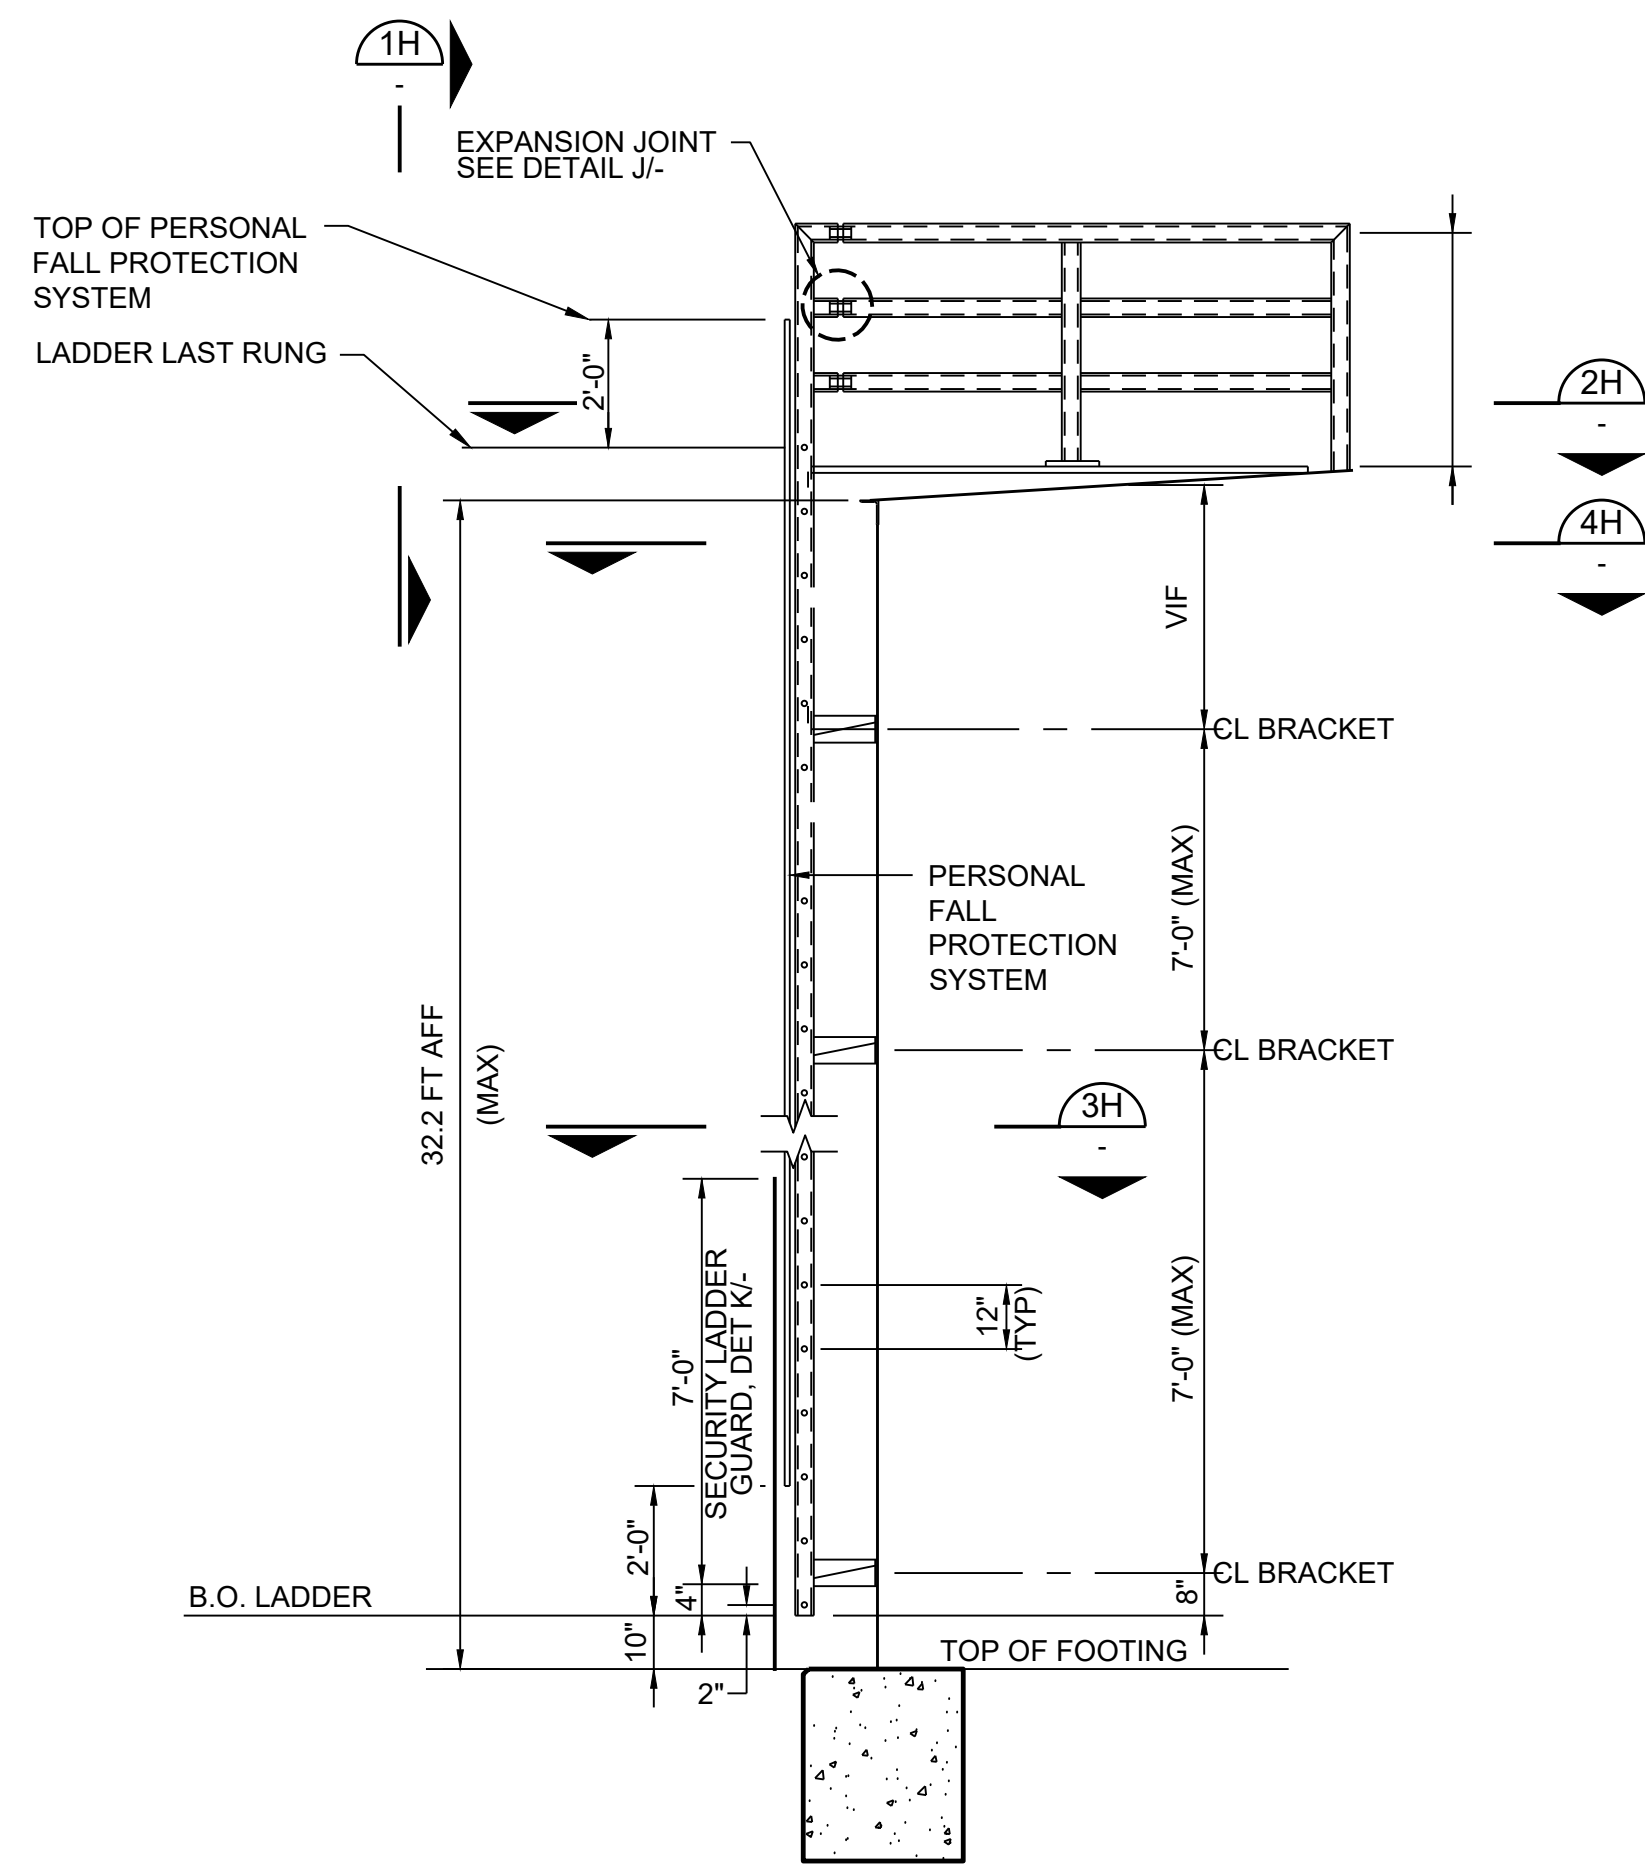 1H
-
EXPANSION JOINT
SEE DETAIL J/-
TOP OF PERSONAL
FALL PROTECTION
SYSTEM
LADDER LAST RUNG
2'-0"
2H
-
4H
-
VIF
CL BRACKET
7'-0" (MAX)
PERSONAL
FALL
PROTECTION
SYSTEM
32.2 FT AFF
(MAX)
CL BRACKET
3H
-
7'-0"
SECURITY LADDER
GUARD, DET K/-
12"
(TYP)
7'-0" (MAX)
2'-0"
4"
CL BRACKET
8"
B.O. LADDER
10"
2"
TOP OF FOOTING